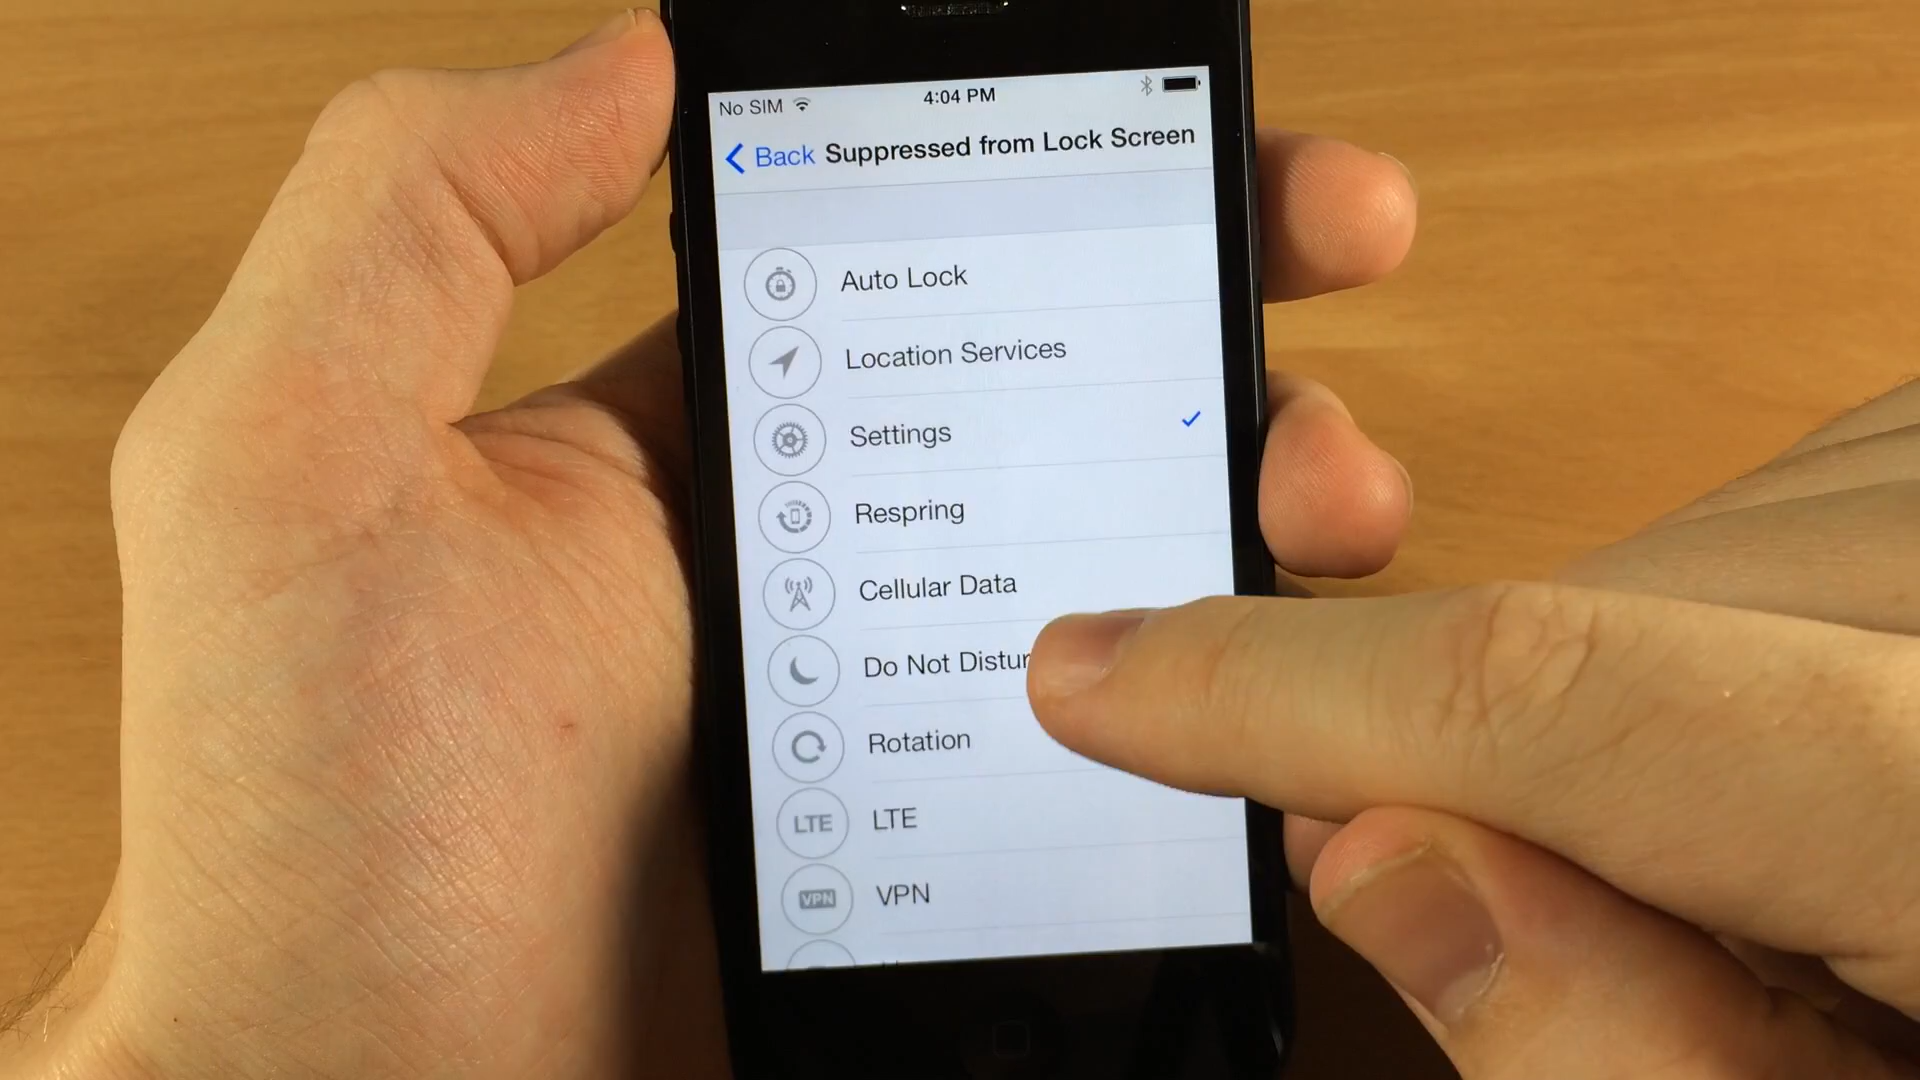 No SIM 4:04 PM
Back Suppressed from Lock Screen
Auto Lock
Location Services
Settings
Respring
Cellular Data
Do Not Distur
Rotation
LTE LTE
VPN VPN